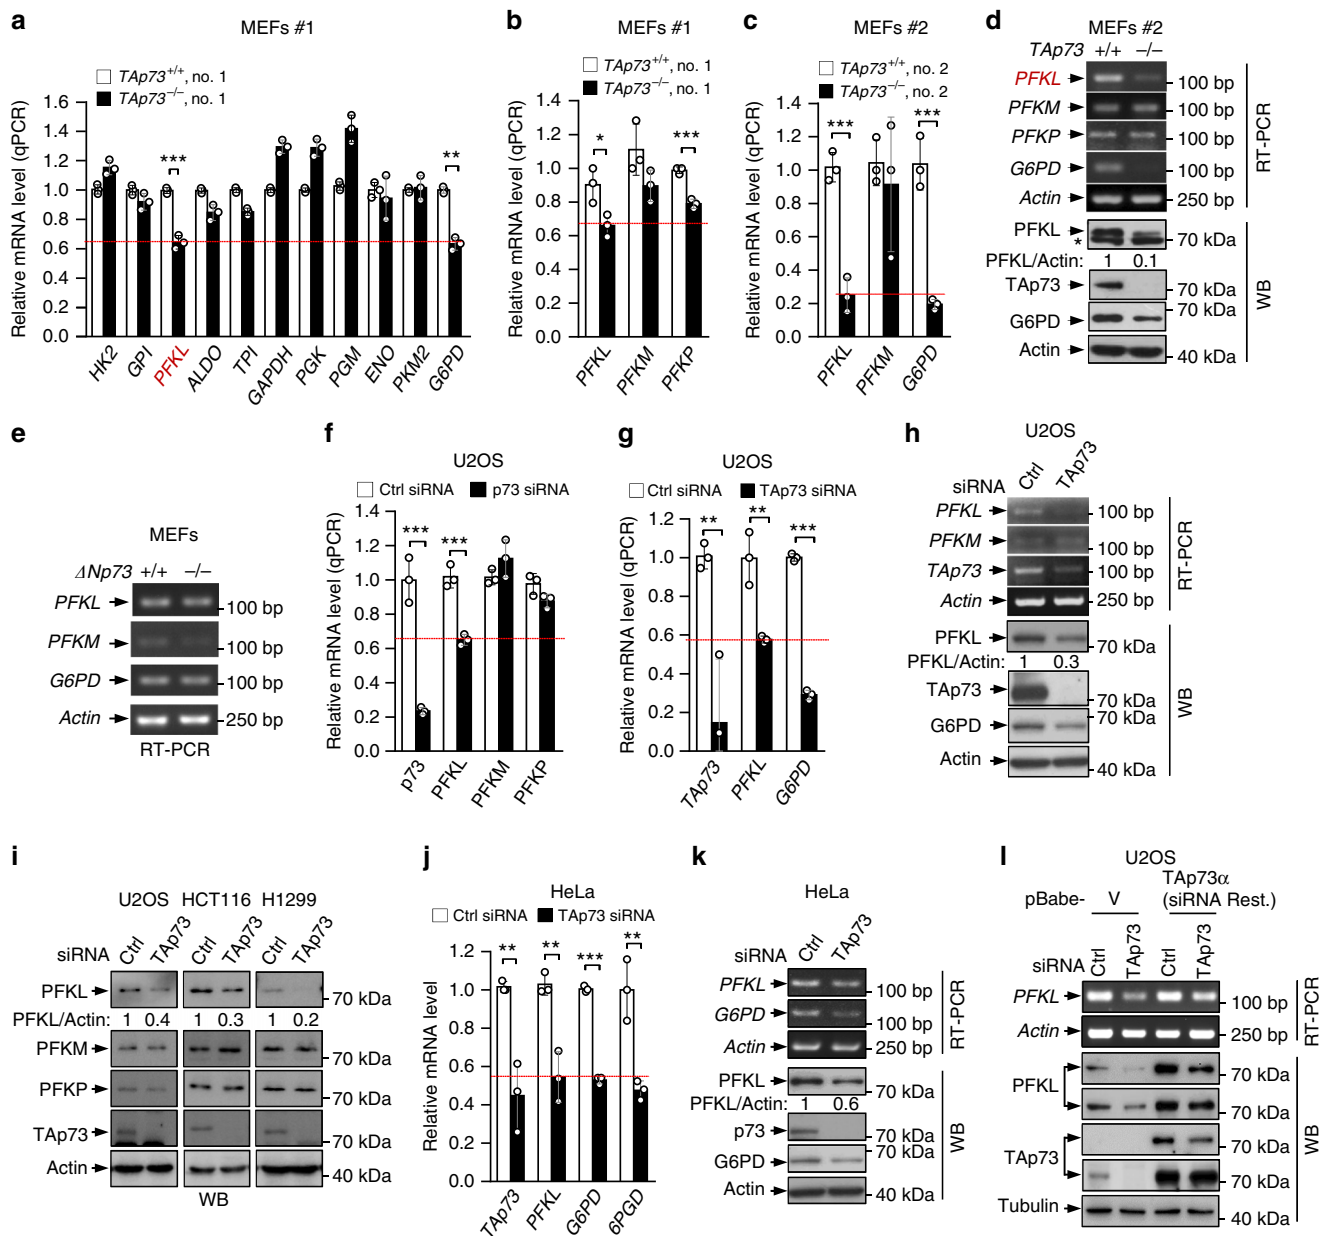 a
MEFs #1
TAp73+/+, no. 1
TAp73−/−, no. 1
Relative mRNA level (qPCR)
1.6
1.4
1.2
1.0
0.8
0.6
0.4
0.2
0.0
***
**
HK2 GPI PFKL ALDO TPI GAPDH PGK PGM ENO PKM2 G6PD
b
MEFs #1
TAp73+/+, no. 1
TAp73−/−, no. 1
Relative mRNA level (qPCR)
1.4
1.2
1.0
0.8
0.6
0.4
0.2
0.0
*
***
PFKL PFKM PFKP
c
MEFs #2
TAp73+/+, no. 2
TAp73−/−, no. 2
Relative mRNA level (qPCR)
1.4
1.2
1.0
0.8
0.6
0.4
0.2
0.0
***
***
PFKL PFKM G6PD
d
MEFs #2
TAp73 +/+ −/−
PFKL 100 bp
PFKM 100 bp
PFKP 100 bp
G6PD 100 bp
Actin 250 bp
RT-PCR
PFKL
* 70 kDa
PFKL/Actin: 1 0.1
TAp73 70 kDa
70 kDa
G6PD
Actin 40 kDa
WB
e
MEFs
ΔNp73 +/+ −/−
PFKL 100 bp
PFKM 100 bp
G6PD 100 bp
Actin 250 bp
RT-PCR
f
U2OS
Ctrl siRNA p73 siRNA
Relative mRNA level (qPCR)
1.4
1.2
1.0
0.8
0.6
0.4
0.2
0.0
***
***
p73 PFKL PFKM PFKP
g
U2OS
Ctrl siRNA TAp73 siRNA
Relative mRNA level (qPCR)
1.2
1.0
0.8
0.6
0.4
0.2
0.0
**
**
***
TAp73 PFKL G6PD
h
U2OS
siRNA Ctrl TAp73
PFKL 100 bp
PFKM 100 bp
TAp73 100 bp
Actin 250 bp
RT-PCR
PFKL 70 kDa
PFKL/Actin: 1 0.3
TAp73 70 kDa
70 kDa
G6PD
Actin 40 kDa
WB
i
U2OS HCT116 H1299
siRNA Ctrl TAp73 Ctrl TAp73 Ctrl TAp73
PFKL 70 kDa
PFKL/Actin: 1 0.4 1 0.3 1 0.2
PFKM 70 kDa
PFKP 70 kDa
TAp73 70 kDa
Actin 40 kDa
WB
j
HeLa
Ctrl siRNA TAp73 siRNA
Relative mRNA level
1.2
1.0
0.8
0.6
0.4
0.2
0.0
**
**
***
**
TAp73 PFKL G6PD 6PGD
k
HeLa
siRNA Ctrl TAp73
PFKL 100 bp
G6PD 100 bp
Actin 250 bp
RT-PCR
PFKL 70 kDa
PFKL/Actin: 1 0.6
p73 70 kDa
70 kDa
G6PD
Actin 40 kDa
WB
l
U2OS
pBabe- V TAp73α
(siRNA Rest.)
siRNA Ctrl TAp73 Ctrl TAp73
PFKL 100 bp
Actin 250 bp
RT-PCR
PFKL 70 kDa
70 kDa
TAp73 70 kDa
70 kDa
Tubulin 40 kDa
WB